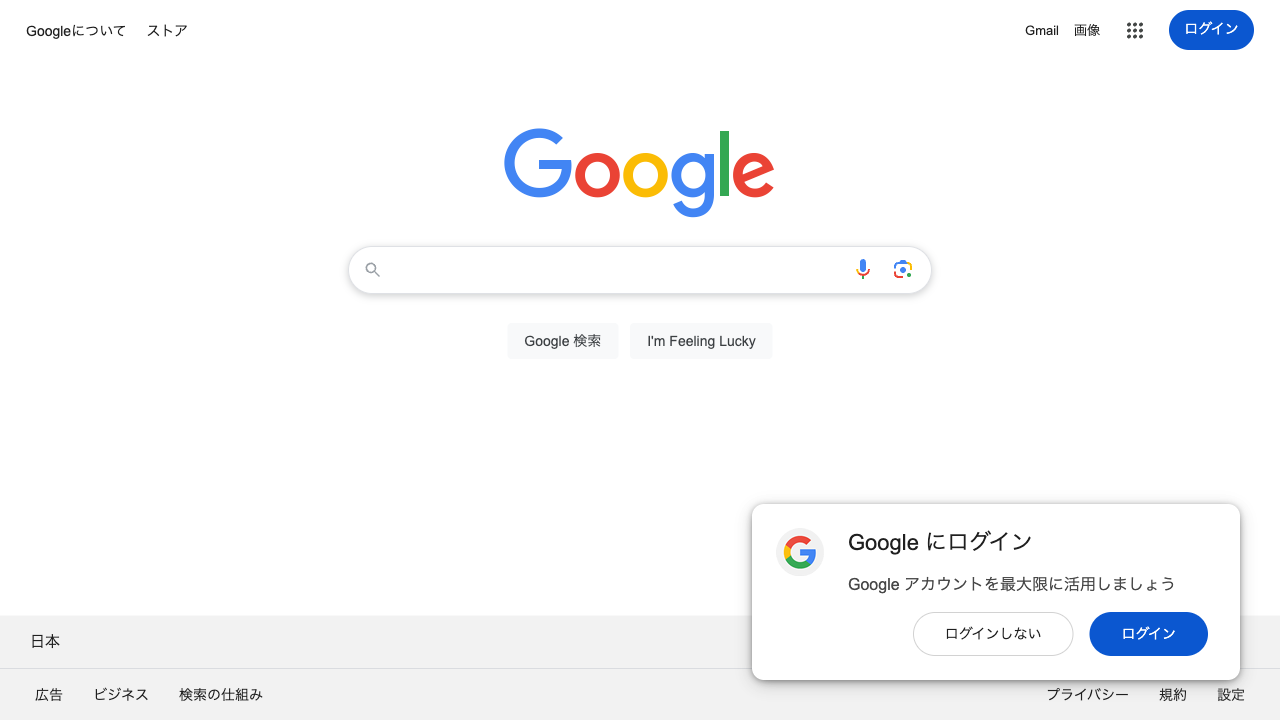 Googleについて ストア Gmail 画像 ログイン
Google
Google 検索 I'm Feeling Lucky
Google にログイン
Google アカウントを最大限に活用しましょう
ログインしない ログイン
日本
広告 ビジネス 検索の仕組み プライバシー 規約 設定